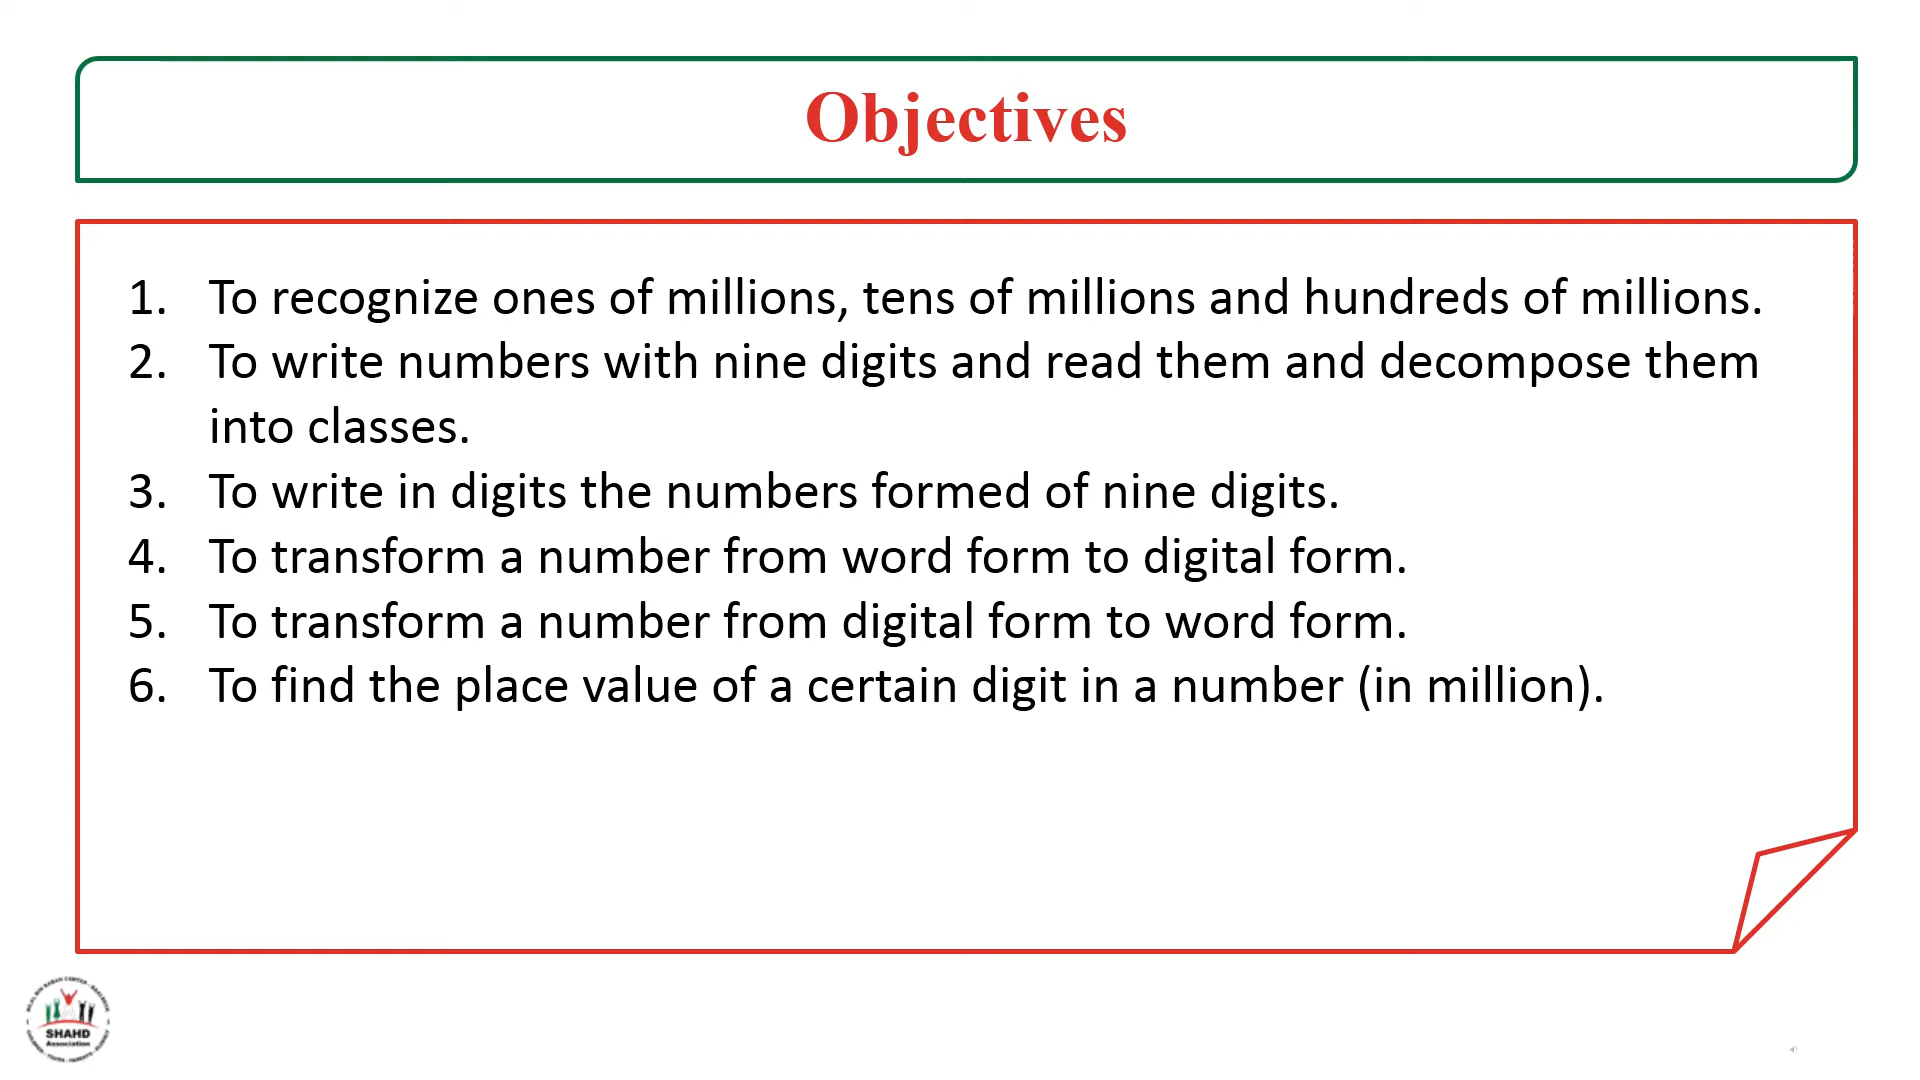 Objectives
1. To recognize ones of millions, tens of millions and hundreds of millions.
2. To write numbers with nine digits and read them and decompose them
into classes.
3. To write in digits the numbers formed of nine digits.
4. To transform a number from word form to digital form.
5. To transform a number from digital form to word form.
6. To find the place value of a certain digit in a number (in million).
SHAHD
Association